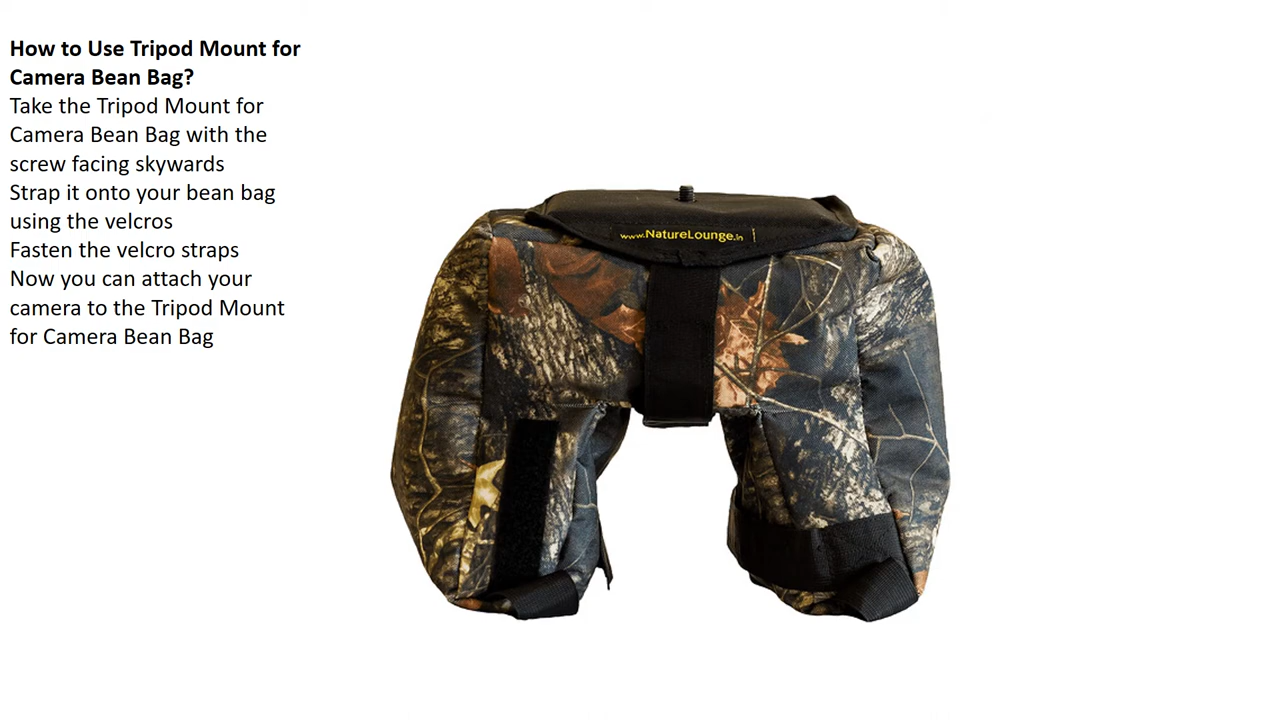 How to Use Tripod Mount for
Camera Bean Bag?
Take the Tripod Mount for
Camera Bean Bag with the
screw facing skywards
Strap it onto your bean bag
using the velcros
Fasten the velcro straps
Now you can attach your
camera to the Tripod Mount
for Camera Bean Bag
www.NatureLounge.in